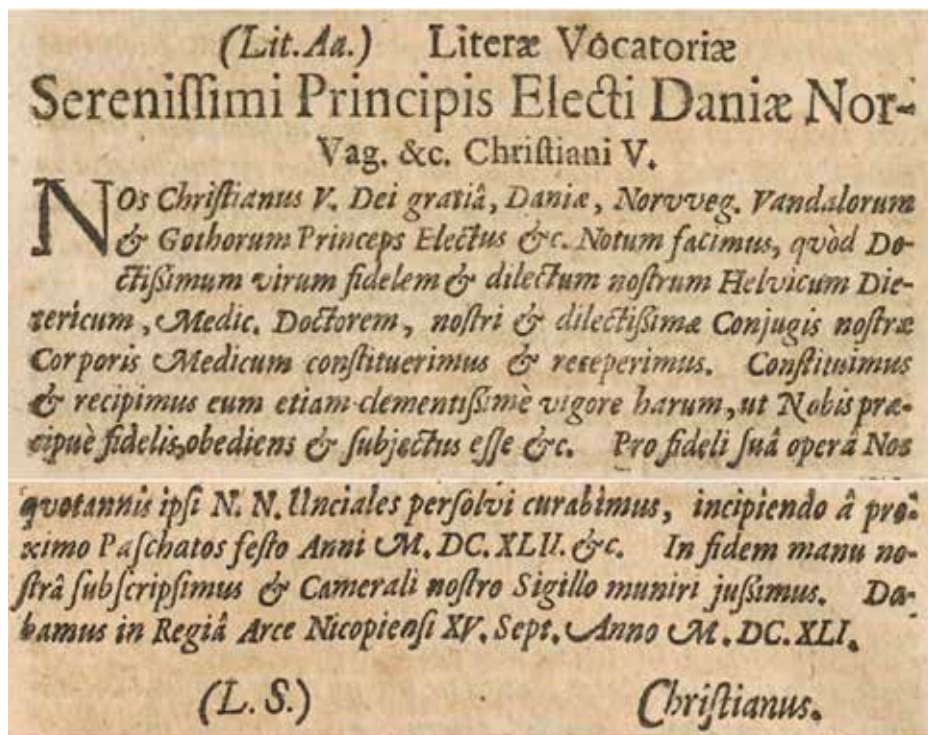 (Lit. Aa.) Literæ Vocatoriæ
Sereniſſimi Principis Electi Daniæ Nor-
Vag. &c. Chriſtiani V.
NOs Chriſtianus V. Dei gratiâ, Daniæ, Norvveg. Vandalorum
& Gothorum Princeps Electus &c. Notum facimus, qvòd Do-
ctißimum virum fidelem & dilectum noſtrum Helvicum Die-
tericum, Medic. Doctorem, noſtri & dilectißimæ Conjugis noſtræ
Corporis Medicum conſtituerimus & receperimus. Conſtituimus
& recipimus eum etiam clementißimè vigore harum, ut Nobis præ-
cipuè fidelis, obediens & ſubjectus eſſe &c. Pro fideli ſuâ operâ Nos
qvotannis ipſi N. N. Unciales perſolvi curabimus, incipiendo â pro-
ximo Paſchatos feſto Anni M. DC. XLII. &c. In fidem manu no-
ſtrâ ſubſcripſimus & Camerali noſtro Sigillo muniri jußimus. Da-
bamus in Regiâ Arce Nicopienſi XV. Sept. Anno M. DC. XLI.
(L. S.) Chriſtianus.